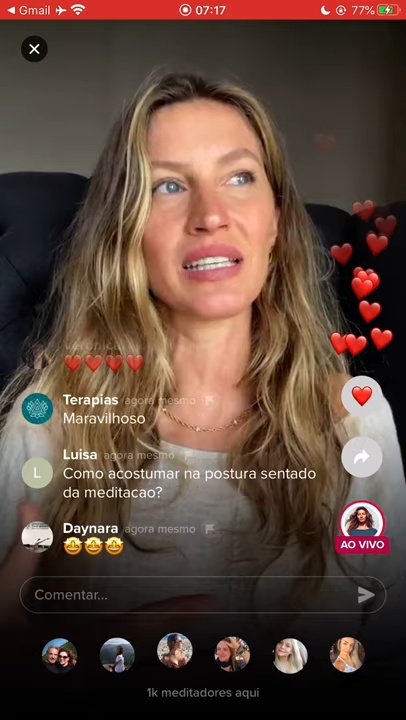 Gmail
07:17
77%
Veronica
Terapias agora mesmo
Maravilhoso
L
Luisa agora mesmo
Como acostumar na postura sentado
da meditacao?
Daynara agora mesmo
AO VIVO
Comentar...
1k meditadores aqui